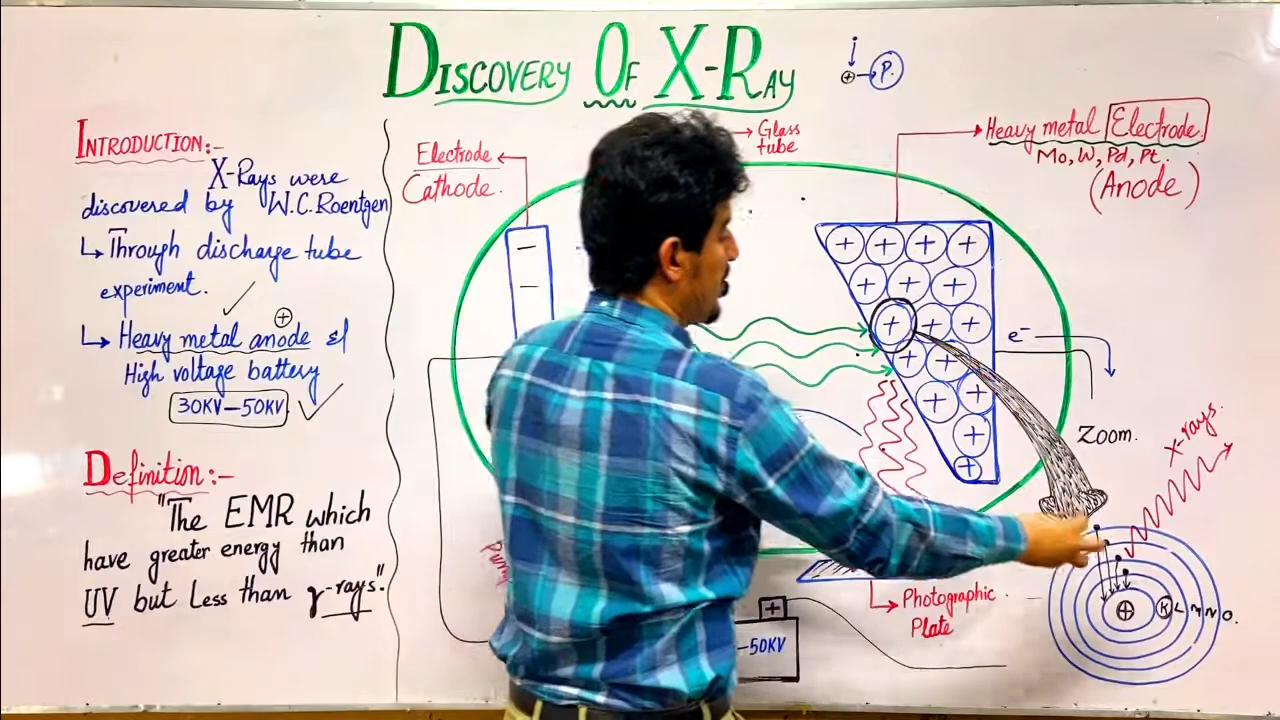 DISCOVERY OF X-RAY
⊕→P.
INTRODUCTION:-
X-Rays were
discovered by W.C.Roentgen
↳ Through discharge tube
experiment.
↳ Heavy metal anode &
High voltage battery
30KV-50KV
Definition:-
"The EMR which
have greater energy than
UV but Less than γ-rays".
Electrode
Cathode.
Glass
tube
Heavy metal Electrode.
Mo, W, Pd, Pt.
(Anode)
e-
Zoom.
X-rays.
K L M N O.
Photographic
Plate
-50KV